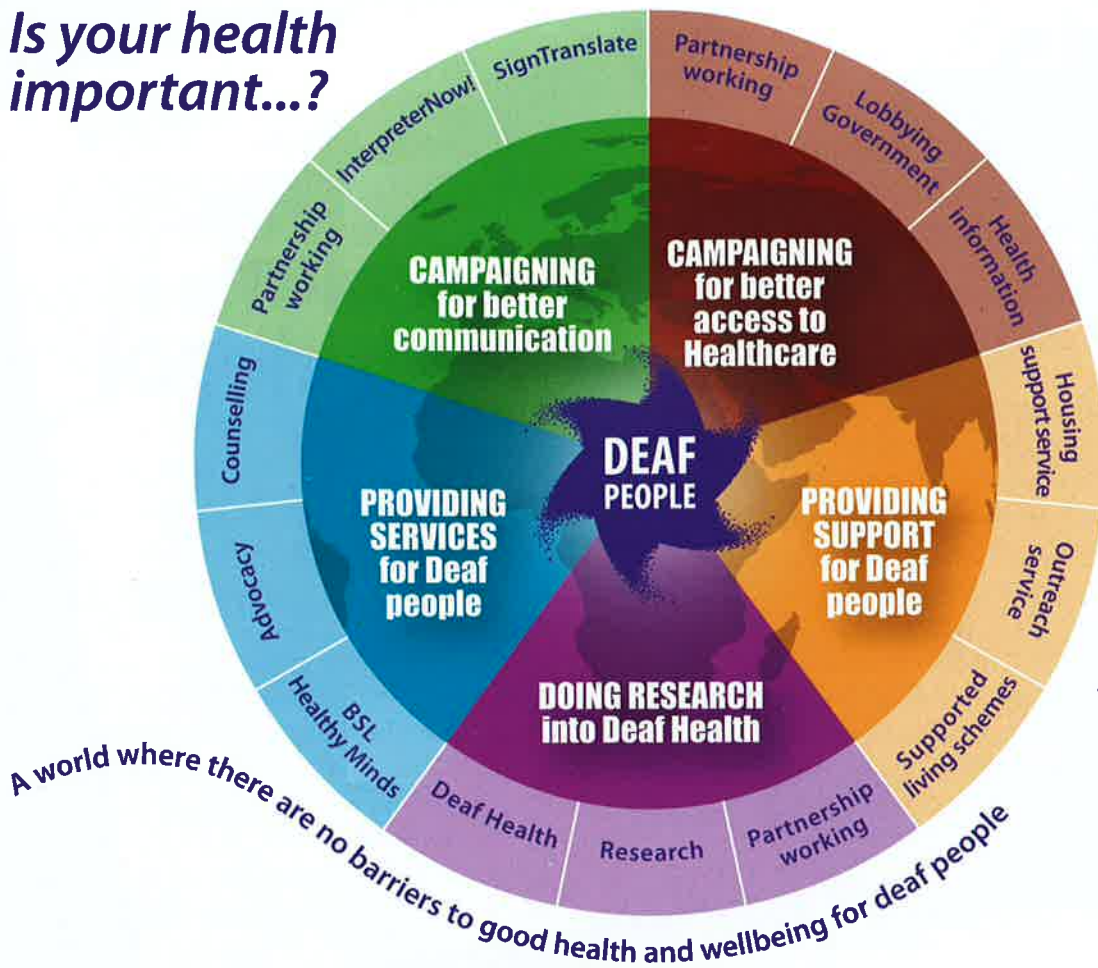 Is your health
important...?
SignTranslate
InterpreterNow!
Partnership
working
CAMPAIGNING
for better
communication
Partnership
working
Lobbying
Government
Health
information
CAMPAIGNING
for better
access to
Healthcare
Housing
support service
Outreach
service
Supported
living schemes
PROVIDING
SUPPORT
for Deaf
people
DEAF
PEOPLE
Counselling
Advocacy
BSL
Healthy Minds
PROVIDING
SERVICES
for Deaf
people
DOING RESEARCH
into Deaf Health
Deaf Health
Research
Partnership
working
A world where there are no barriers to good health and wellbeing for deaf people